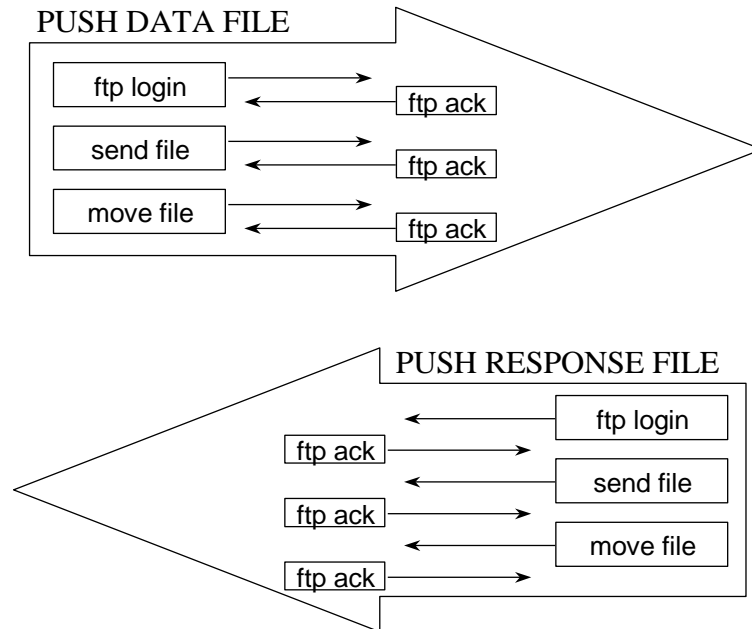 PUSH DATA FILE
ftp login
ftp ack
send file
ftp ack
move file
ftp ack
PUSH RESPONSE FILE
ftp login
ftp ack
send file
ftp ack
move file
ftp ack